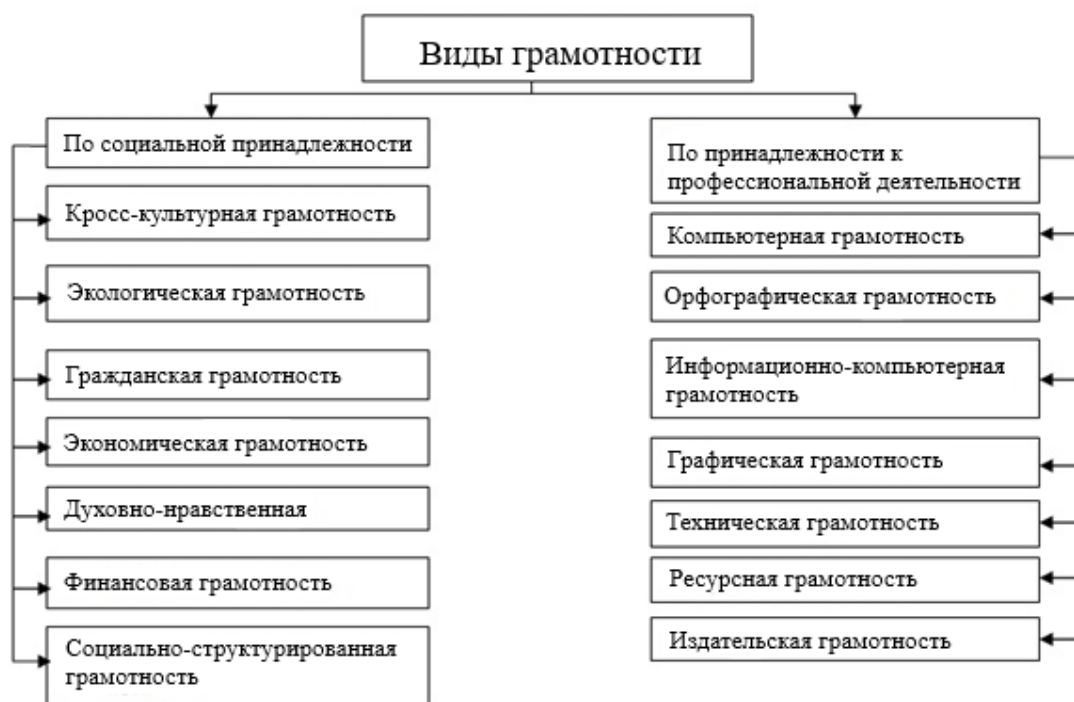 Виды грамотности
По социальной принадлежности
Кросс-культурная грамотность
Экологическая грамотность
Гражданская грамотность
Экономическая грамотность
Духовно-нравственная
Финансовая грамотность
Социально-структурированная
грамотность
По принадлежности к
профессиональной деятельности
Компьютерная грамотность
Орфографическая грамотность
Информационно-компьютерная
грамотность
Графическая грамотность
Техническая грамотность
Ресурсная грамотность
Издательская грамотность